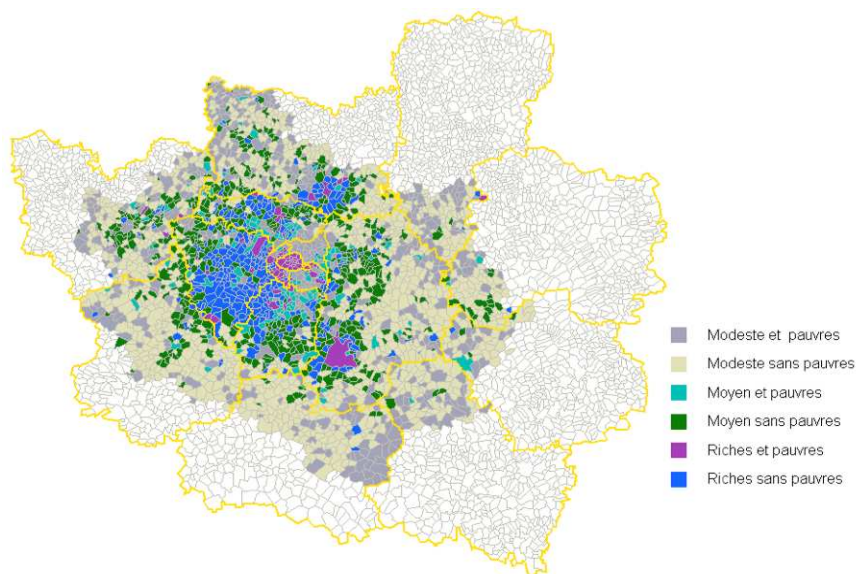 Modeste et pauvres
Modeste sans pauvres
Moyen et pauvres
Moyen sans pauvres
Riches et pauvres
Riches sans pauvres